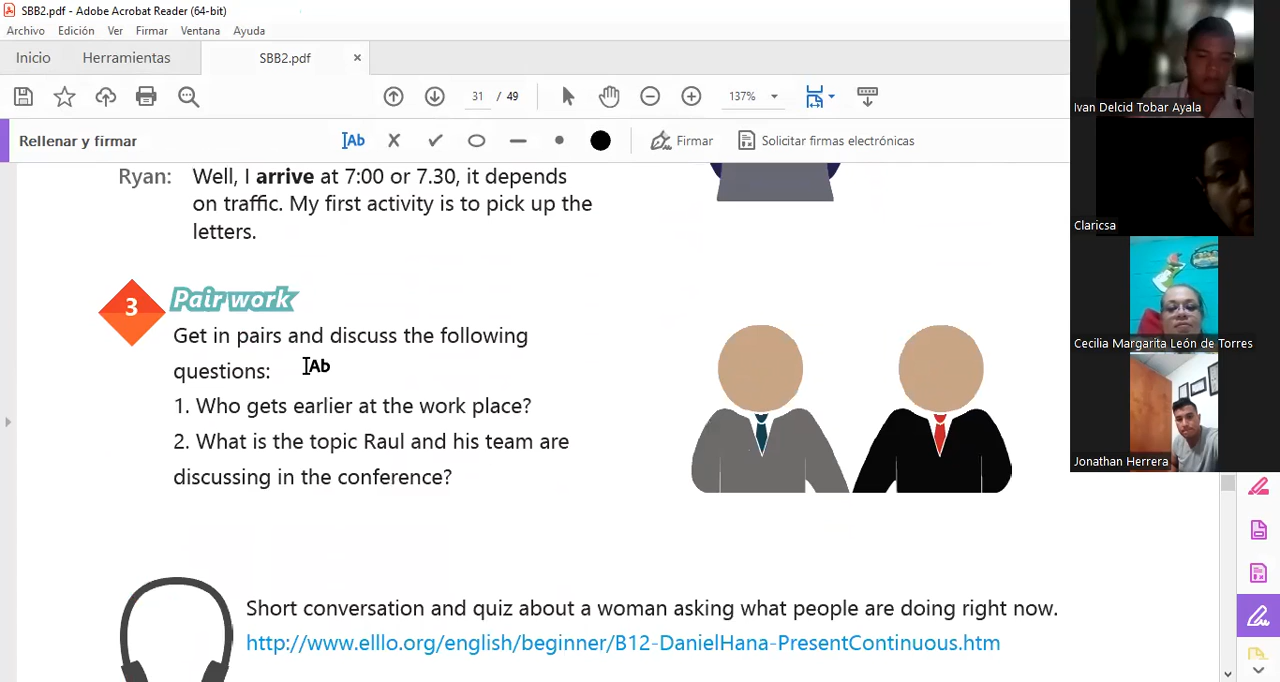 SBB2.pdf - Adobe Acrobat Reader (64-bit)
Archivo Edición Ver Firmar Ventana Ayuda
Inicio Herramientas SBB2.pdf ×
31 / 49 137%
Rellenar y firmar Ab Firmar Solicitar firmas electrónicas
Ryan: Well, I arrive at 7:00 or 7.30, it depends
on traffic. My first activity is to pick up the
letters.
3 Pair work
Get in pairs and discuss the following
questions: Ab
1. Who gets earlier at the work place?
2. What is the topic Raul and his team are
discussing in the conference?
Short conversation and quiz about a woman asking what people are doing right now.
http://www.elllo.org/english/beginner/B12-DanielHana-PresentContinuous.htm
Ivan Delcid Tobar Ayala
Claricsa
Cecilia Margarita León de Torres
Jonathan Herrera